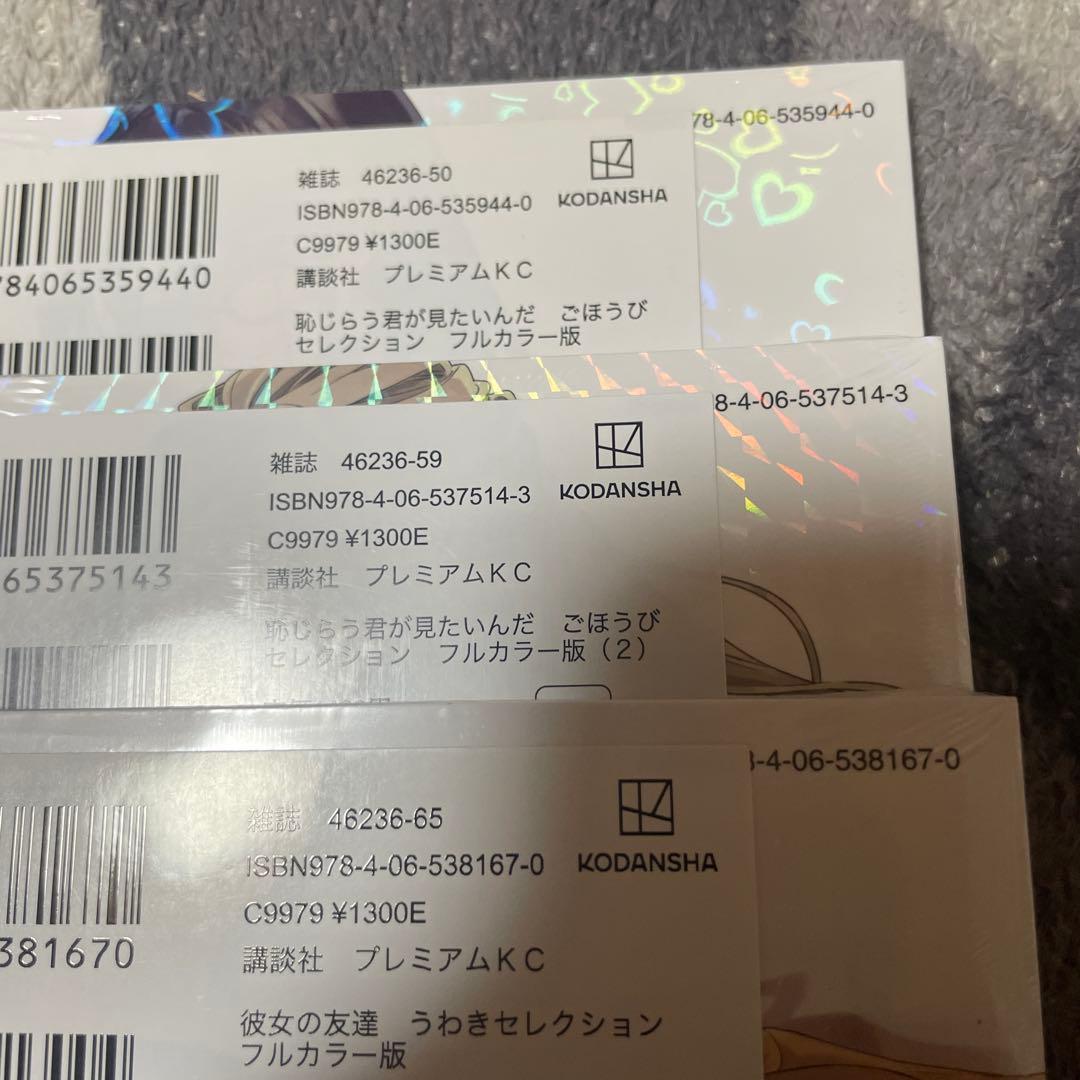 78-4-06-535944-0
雑誌　46236-50
ISBN978-4-06-535944-0
C9979 ¥1300E
講談社　プレミアムKC
恥じらう君が見たいんだ　ごほうび
セレクション　フルカラー版
KODANSHA
784065359440
8-4-06-537514-3
雑誌　46236-59
ISBN978-4-06-537514-3
C9979 ¥1300E
講談社　プレミアムKC
恥じらう君が見たいんだ　ごほうび
セレクション　フルカラー版（2）
KODANSHA
65375143
-4-06-538167-0
雑誌　46236-65
ISBN978-4-06-538167-0
C9979 ¥1300E
講談社　プレミアムKC
彼女の友達　うわきセレクション
フルカラー版
KODANSHA
381670